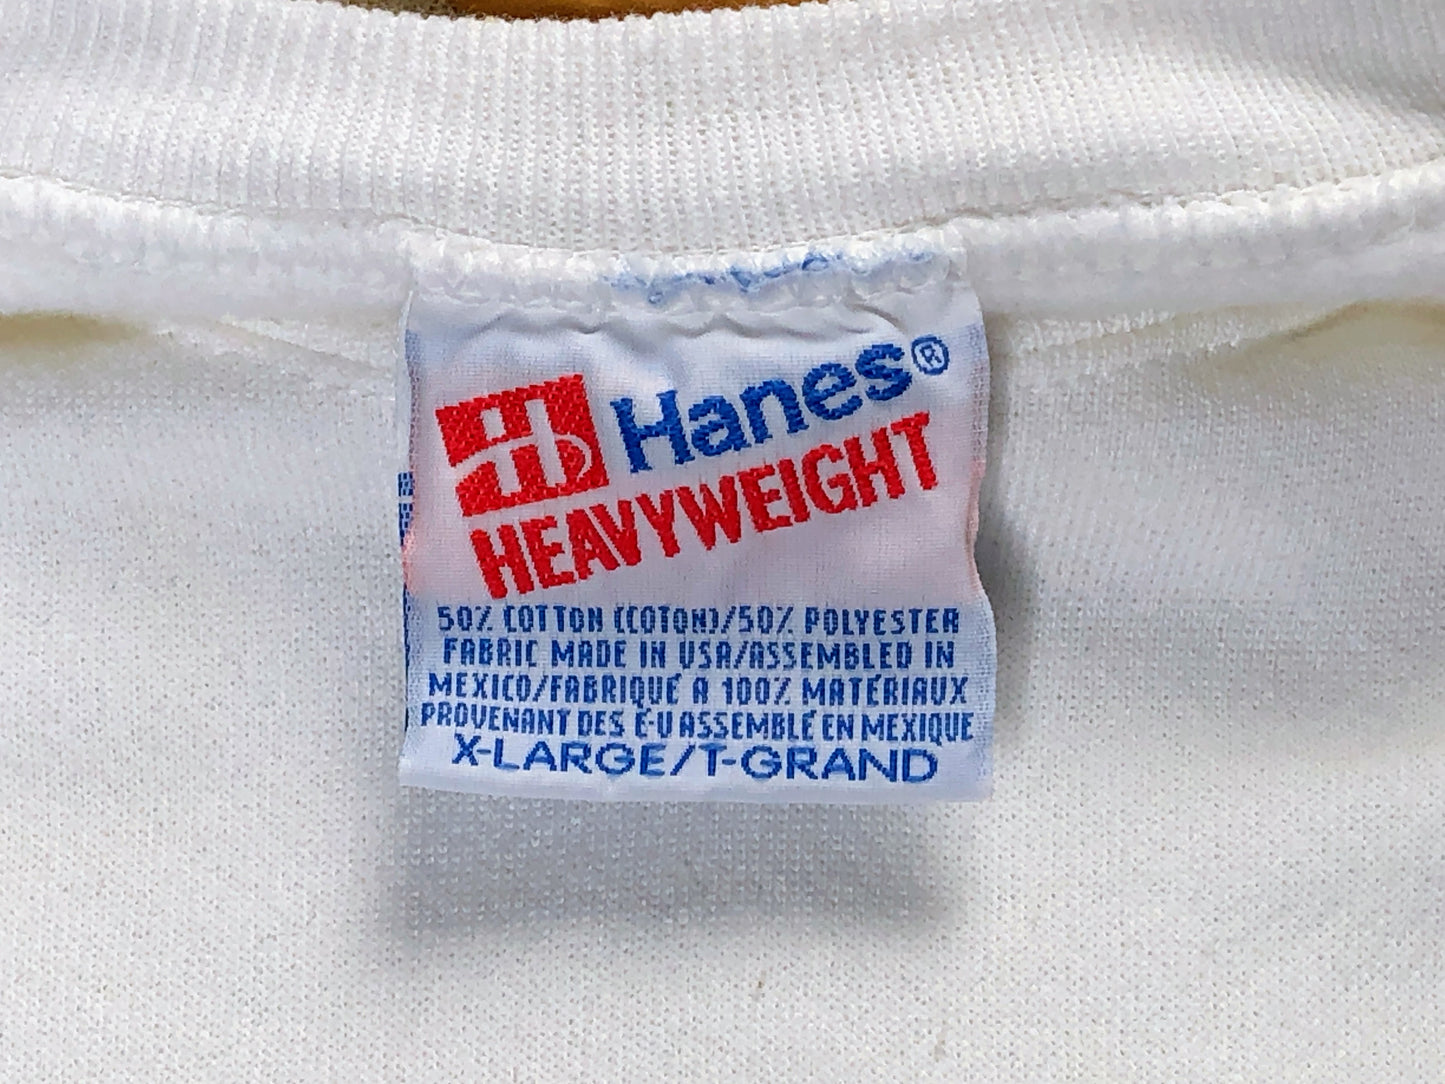 Hanes®
HEAVYWEIGHT
50% COTTON (COTON)/50% POLYESTER
FABRIC MADE IN USA/ASSEMBLED IN
MEXICO/FABRIQUÉ A 100% MATÉRIAUX
PROVENANT DES É-U ASSEMBLÉ EN MEXIQUE
X-LARGE/T-GRAND